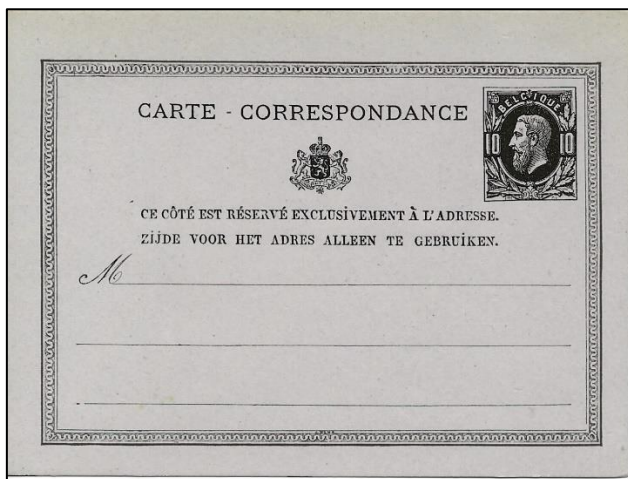 CARTE - CORRESPONDANCE
BELGIQUE
10 10
CE CÔTÉ EST RÉSERVÉ EXCLUSIVEMENT À L'ADRESSE.
ZIJDE VOOR HET ADRES ALLEEN TE GEBRUIKEN.
M